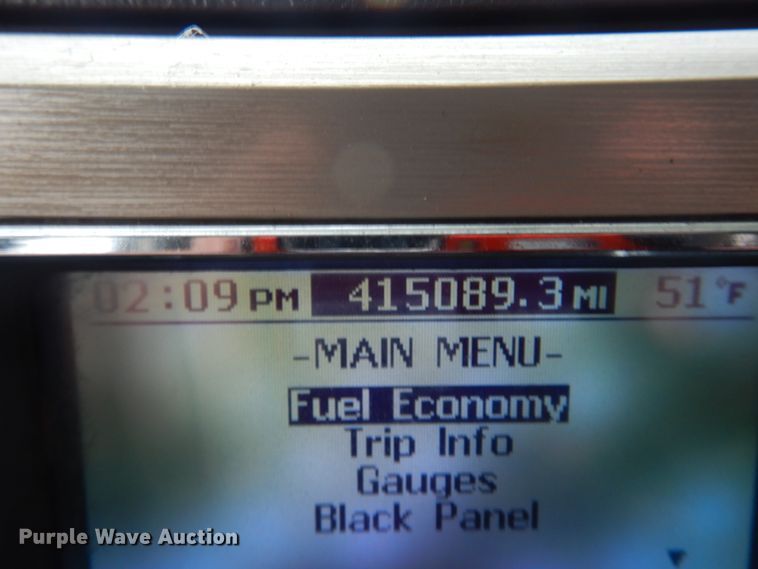 02:09 PM 415089.3 MI 51°F
-MAIN MENU-
Fuel Economy
Trip Info
Gauges
Black Panel
Purple Wave Auction